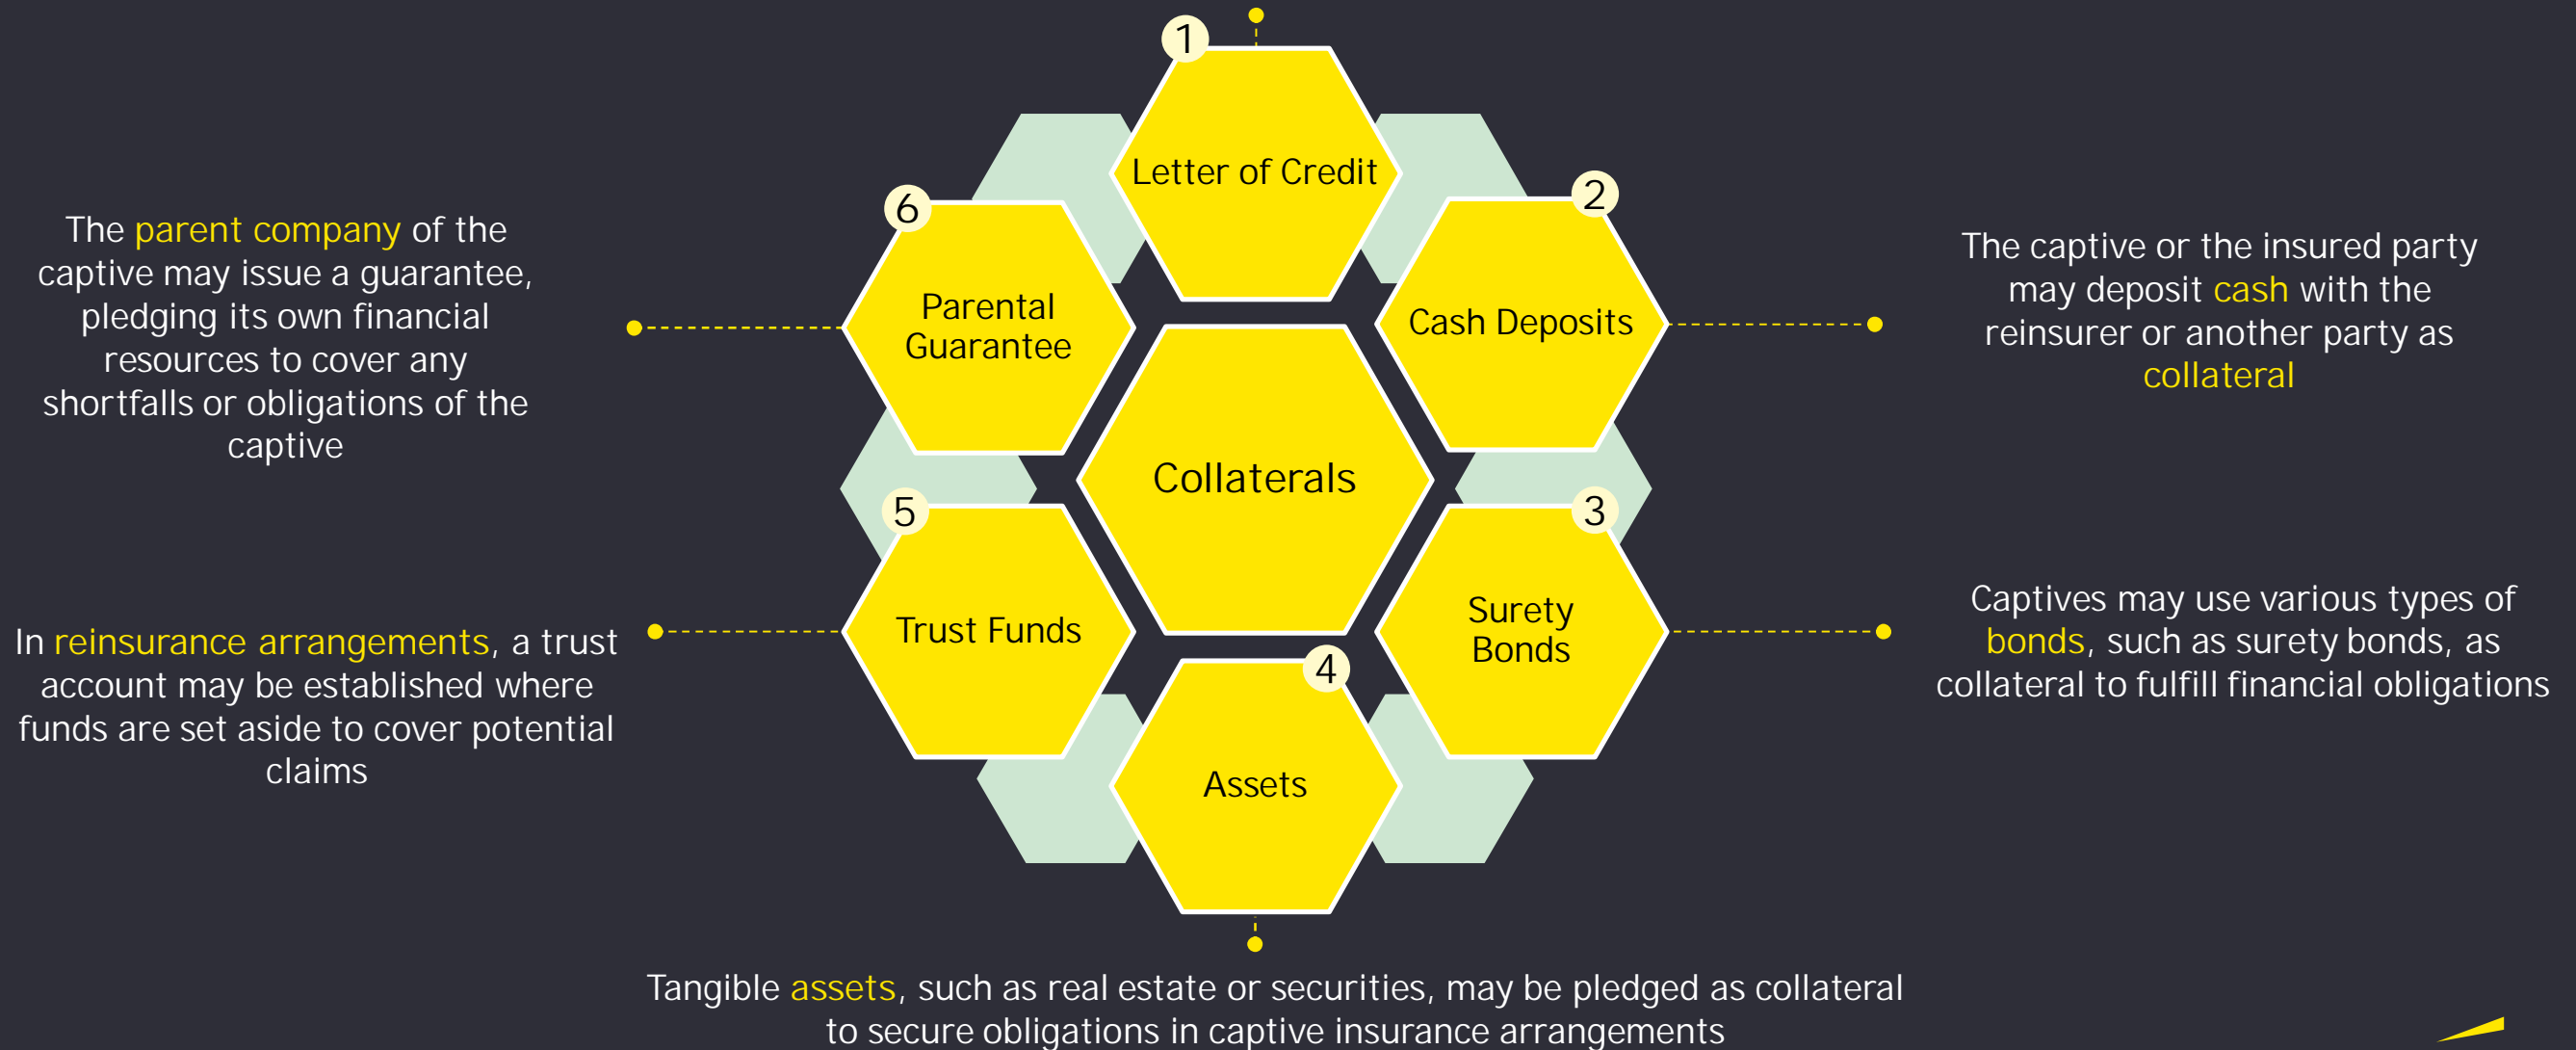 1
Letter of Credit
2
Cash Deposits
The captive or the insured party
may deposit cash with the
reinsurer or another party as
collateral
3
Surety
Bonds
Captives may use various types of
bonds, such as surety bonds, as
collateral to fulfill financial obligations
4
Assets
Tangible assets, such as real estate or securities, may be pledged as collateral
to secure obligations in captive insurance arrangements
5
Trust Funds
In reinsurance arrangements, a trust
account may be established where
funds are set aside to cover potential
claims
6
Parental
Guarantee
The parent company of the
captive may issue a guarantee,
pledging its own financial
resources to cover any
shortfalls or obligations of the
captive
Collaterals